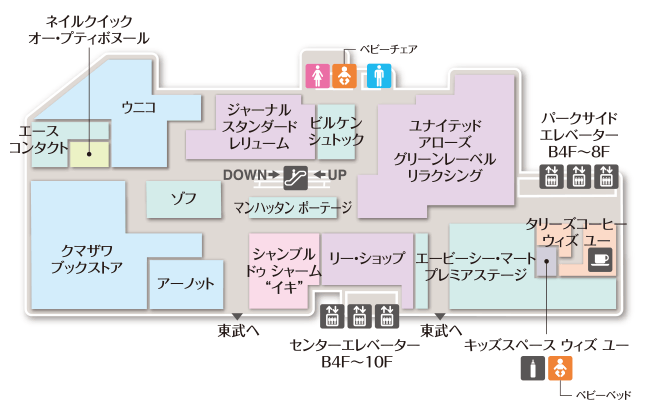 ネイルクイック
オー・プティボヌール
ベビーチェア
ウニコ
エース
コンタクト
ジャーナル
スタンダード
レリューム
ビルケン
シュトック
ユナイテッド
アローズ
グリーンレーベル
リラクシング
パークサイド
エレベーター
B4F〜8F
DOWN
UP
ゾフ
マンハッタン ポーテージ
クマザワ
ブックストア
アーノット
シャンブル
ドゥ シャーム
“イキ”
リー・ショップ
エービーシー・マート
プレミアステージ
タリーズコーヒー
ウィズ ユー
東武へ
センターエレベーター
B4F〜10F
東武へ
キッズスペース ウィズ ユー
ベビーベッド